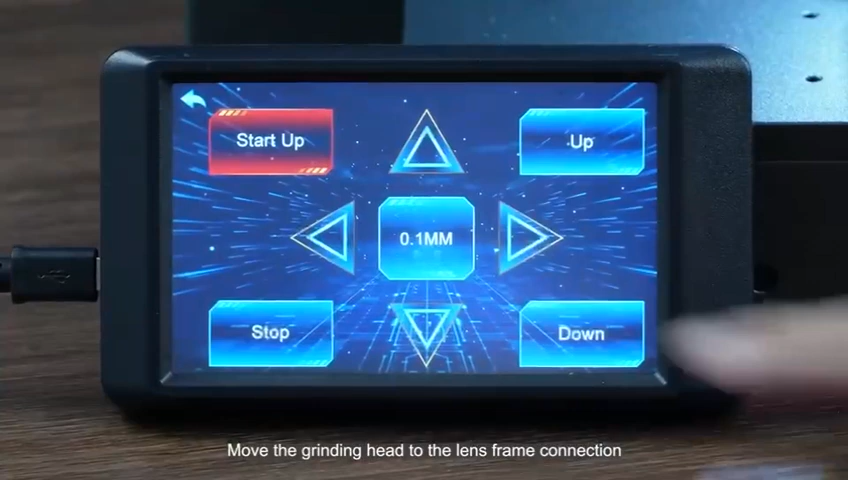 Start Up
Up
0.1MM
Stop
Down
Move the grinding head to the lens frame connection